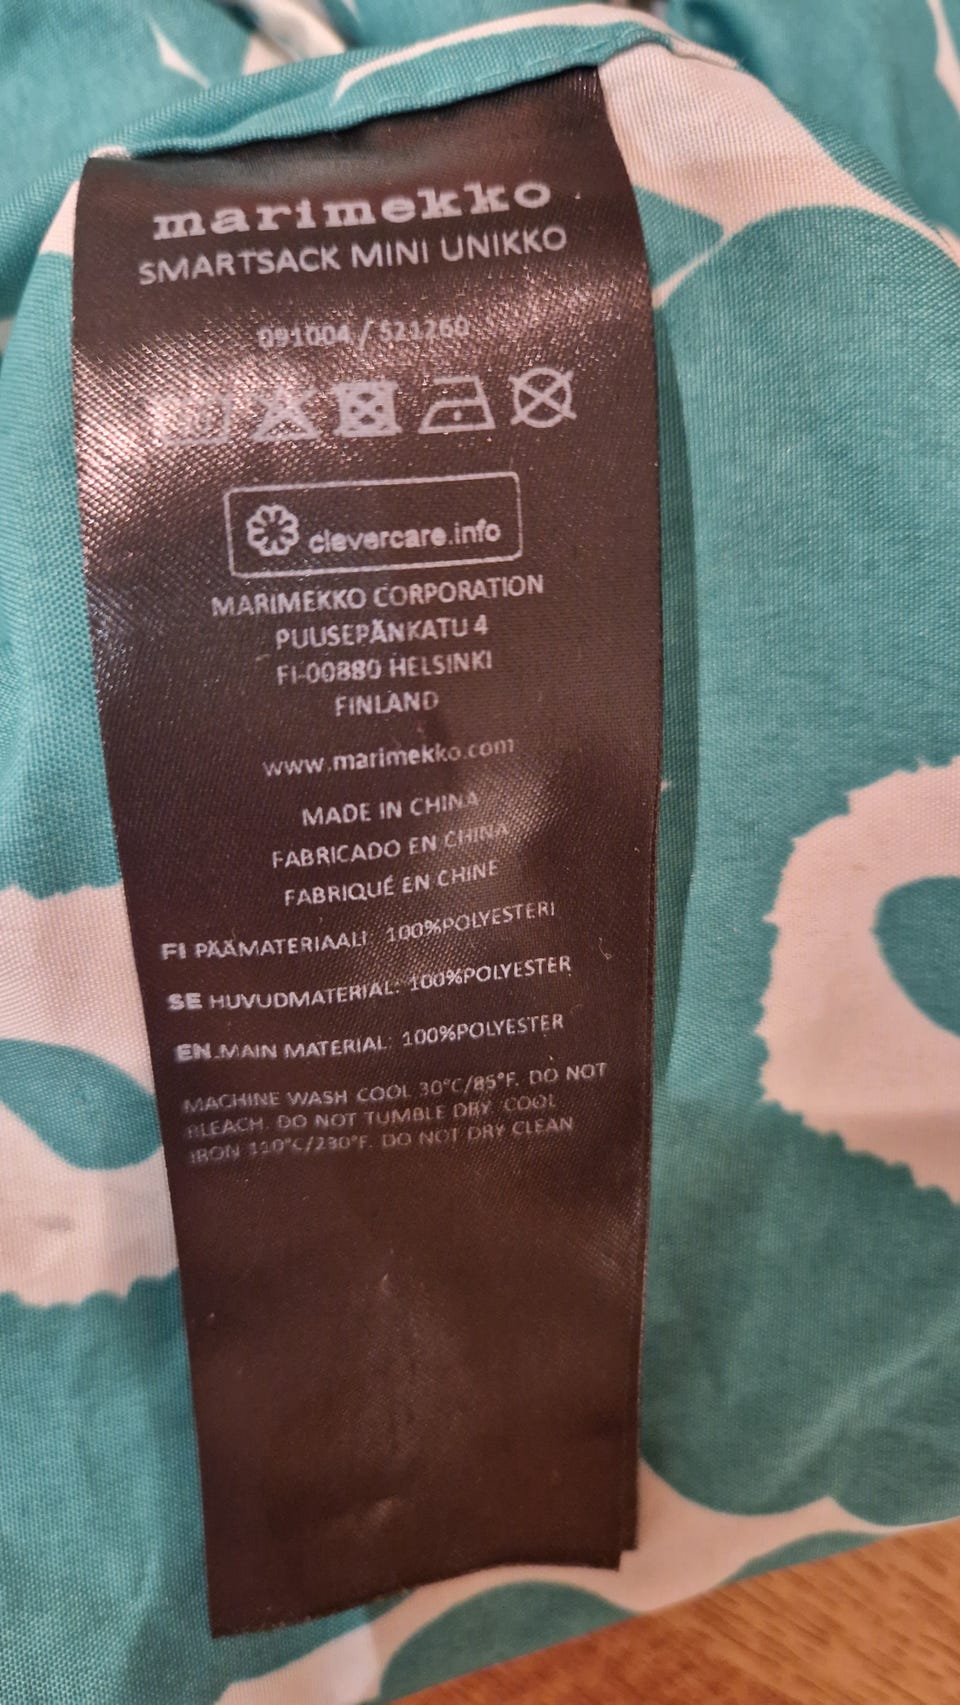 marimekko
SMARTSACK MINI UNIKKO
091004 / 521260
clevercare.info
MARIMEKKO CORPORATION
PUUSEPÄNKATU 4
FI-00880 HELSINKI
FINLAND
www.marimekko.com
MADE IN CHINA
FABRICADO EN CHINA
FABRIQUÉ EN CHINE
FI PÄÄMATERIAALI: 100%POLYESTERI
SE HUVUDMATERIAL: 100%POLYESTER
EN MAIN MATERIAL: 100%POLYESTER
MACHINE WASH COOL 30°C/85°F. DO NOT
BLEACH. DO NOT TUMBLE DRY. COOL
IRON 110°C/230°F. DO NOT DRY CLEAN